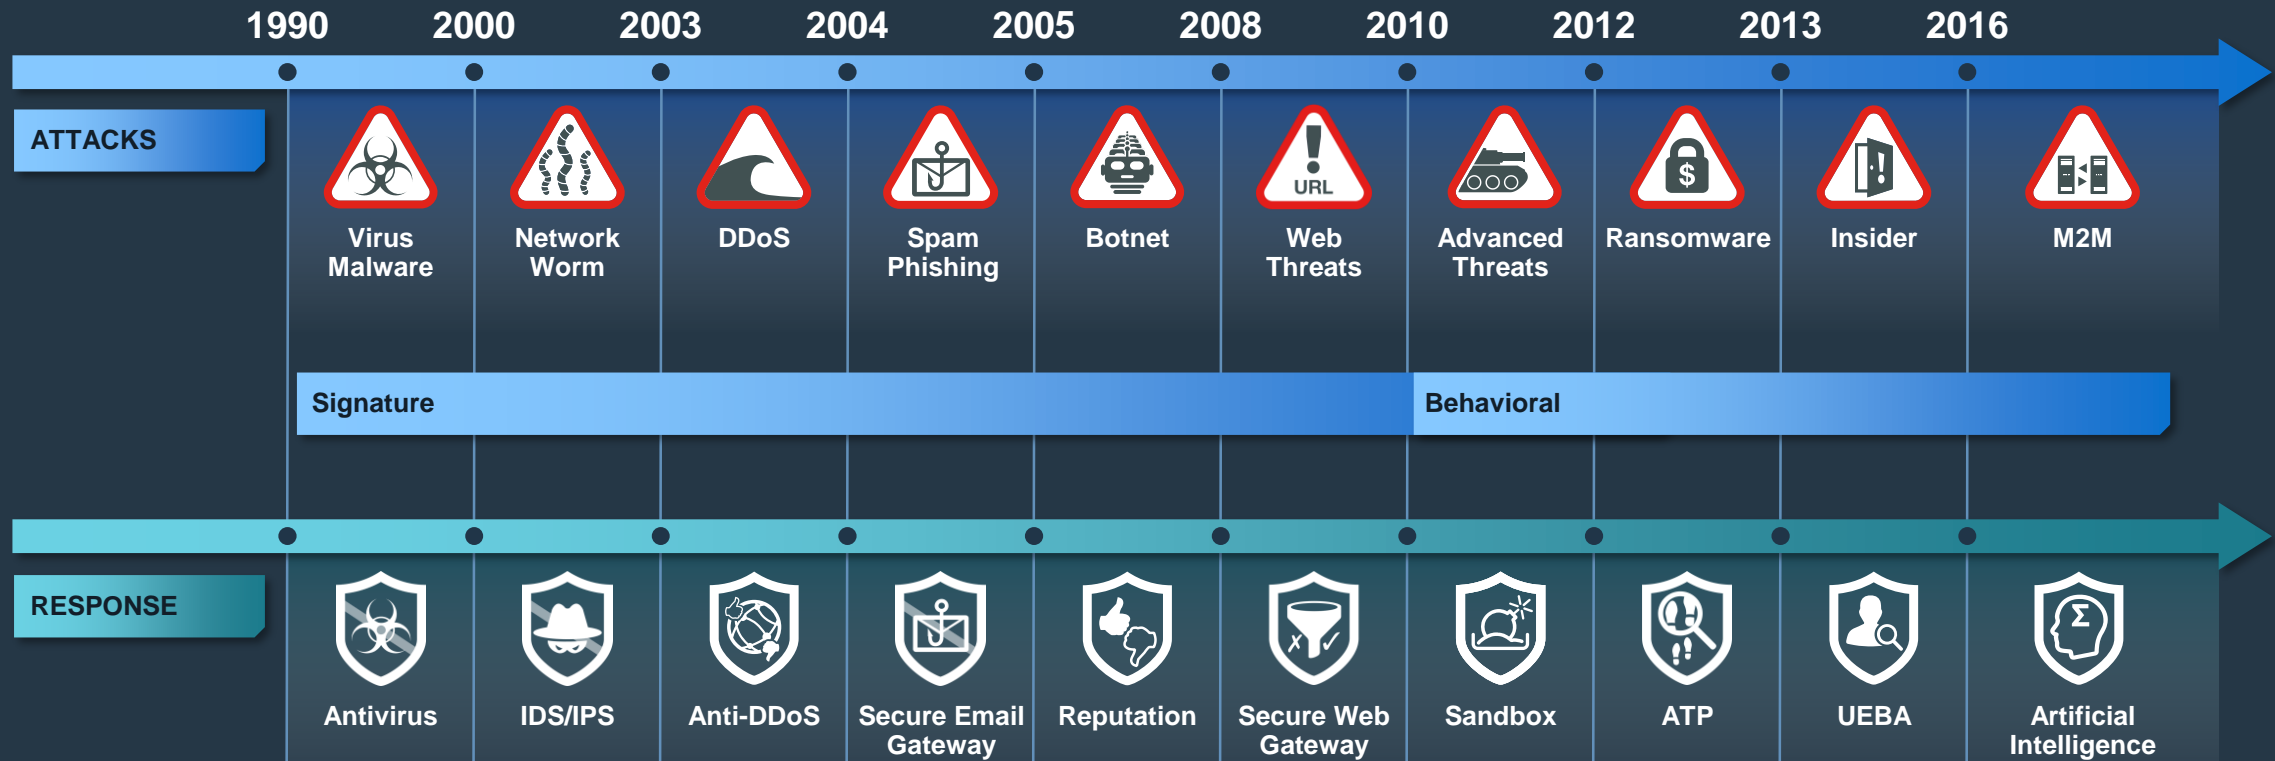 1990 2000 2003 2004 2005 2008 2010 2012 2013 2016
ATTACKS
URL
$
Virus
Malware
Network
Worm
DDoS
Spam
Phishing
Botnet
Web
Threats
Advanced
Threats
Ransomware
Insider
M2M
Signature
Behavioral
RESPONSE
Σ
Antivirus
IDS/IPS
Anti-DDoS
Secure Email
Gateway
Reputation
Secure Web
Gateway
Sandbox
ATP
UEBA
Artificial
Intelligence